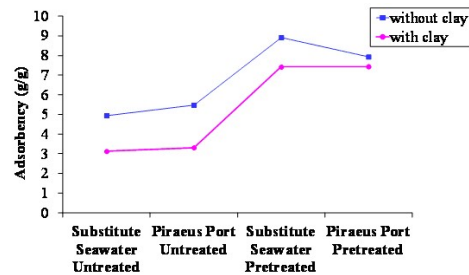 without clay
with clay
Adsorbency (g/g)
10
9
8
7
6
5
4
3
2
1
0
Substitute Seawater Untreated
Piraeus Port Untreated
Substitute Seawater Pretreated
Piraeus Port Pretreated